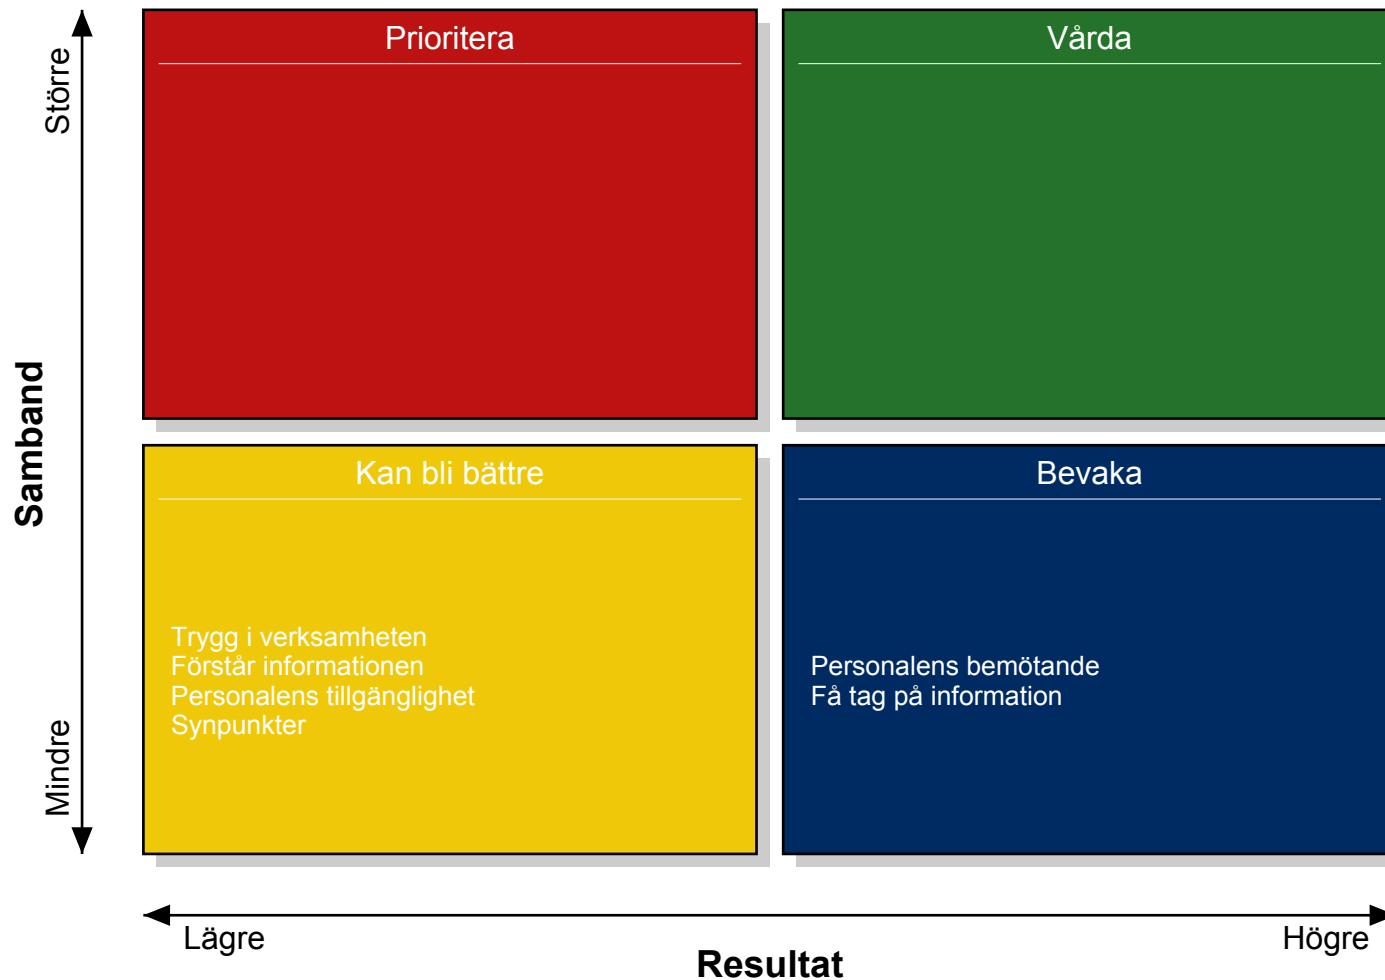 Större
Samband
Mindre
Prioritera
Vårda
Kan bli bättre
Trygg i verksamheten
Förstår informationen
Personalens tillgänglighet
Synpunkter
Bevaka
Personalens bemötande
Få tag på information
Lägre
Högre
Resultat